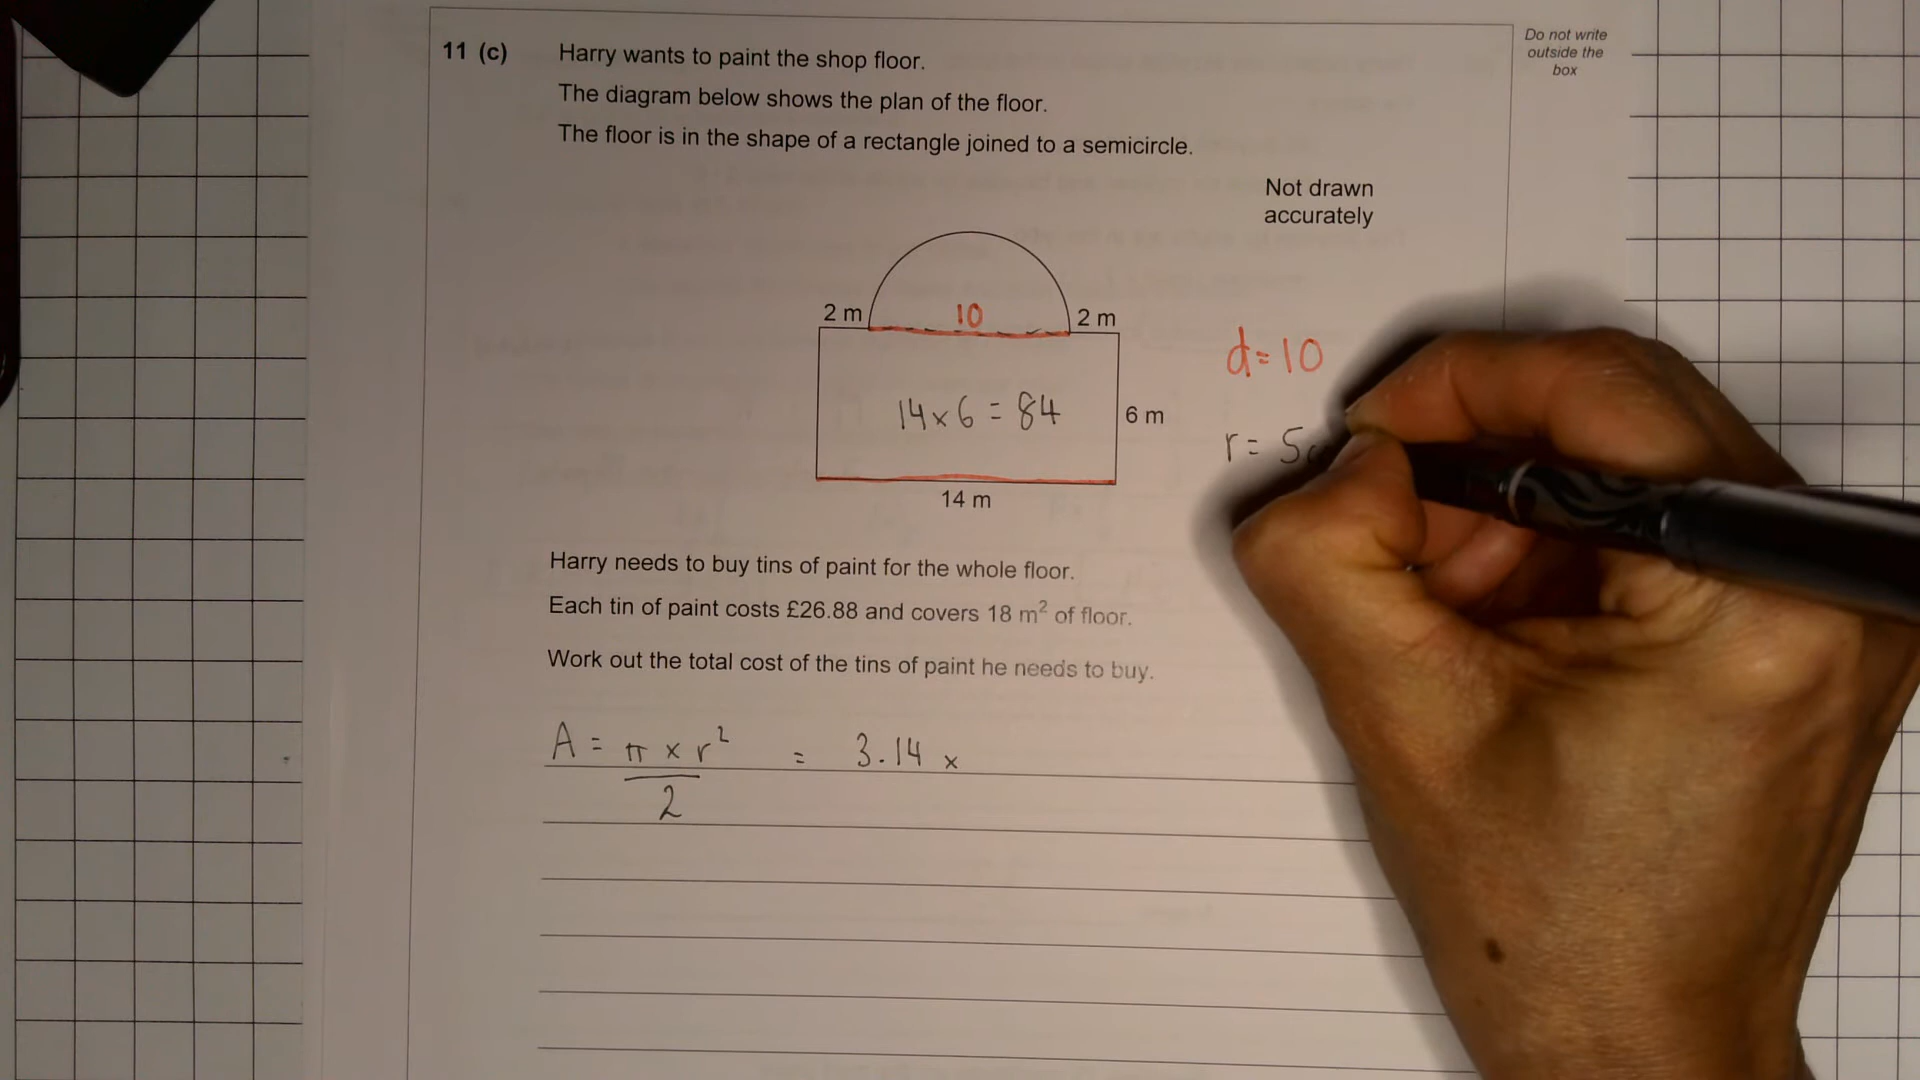 11 (c) Harry wants to paint the shop floor.
The diagram below shows the plan of the floor.
The floor is in the shape of a rectangle joined to a semicircle.
Do not write
outside the
box
Not drawn
accurately
2 m 10 2 m
d=10
14 × 6 = 84
6 m
r = 5
14 m
Harry needs to buy tins of paint for the whole floor.
Each tin of paint costs £26.88 and covers 18 m² of floor.
Work out the total cost of the tins of paint he needs to buy.
A = π × r² = 3.14 ×
2